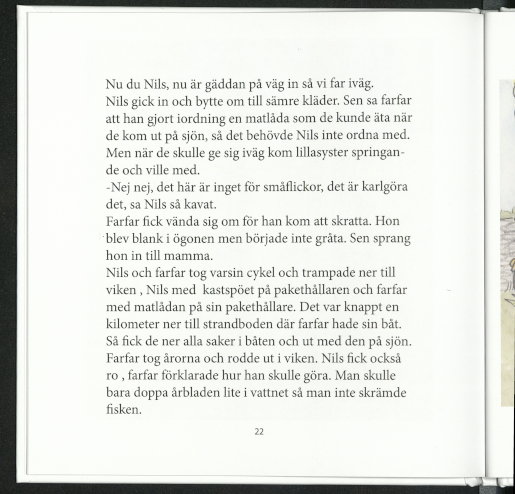 Nu du Nils, nu är gäddan på väg in så vi far iväg.
Nils gick in och bytte om till sämre kläder. Sen sa farfar
att han gjort iordning en matlåda som de kunde äta när
de kom ut på sjön, så det behövde Nils inte ordna med.
Men när de skulle ge sig iväg kom lillasyster springan-
de och ville med.
-Nej nej, det här är inget för småflickor, det är karlgöra
det, sa Nils så kavat.
Farfar fick vända sig om för han kom att skratta. Hon
blev blank i ögonen men började inte gråta. Sen sprang
hon in till mamma.
Nils och farfar tog varsin cykel och trampade ner till
viken , Nils med kastspöet på pakethållaren och farfar
med matlådan på sin pakethållare. Det var knappt en
kilometer ner till strandboden där farfar hade sin båt.
Så fick de ner alla saker i båten och ut med den på sjön.
Farfar tog årorna och rodde ut i viken. Nils fick också
ro , farfar förklarade hur han skulle göra. Man skulle
bara doppa årbladen lite i vattnet så man inte skrämde
fisken.
22